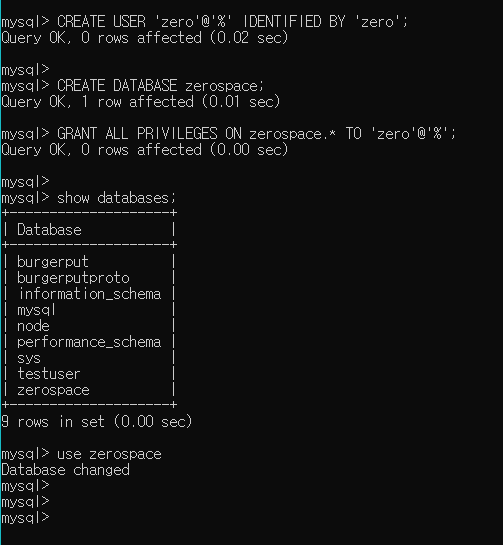 mysql> CREATE USER 'zero'@'%' IDENTIFIED BY 'zero';
Query OK, 0 rows affected (0.02 sec)
mysql>
mysql> CREATE DATABASE zerospace;
Query OK, 1 row affected (0.01 sec)
mysql> GRANT ALL PRIVILEGES ON zerospace.* TO 'zero'@'%';
Query OK, 0 rows affected (0.00 sec)
mysql>
mysql> show databases;
+--------------------+
| Database           |
+--------------------+
| burgerput          |
| burgerputproto     |
| information_schema |
| mysql              |
| node               |
| performance_schema |
| sys                |
| testuser           |
| zerospace          |
+--------------------+
9 rows in set (0.00 sec)
mysql> use zerospace
Database changed
mysql>
mysql>
mysql>